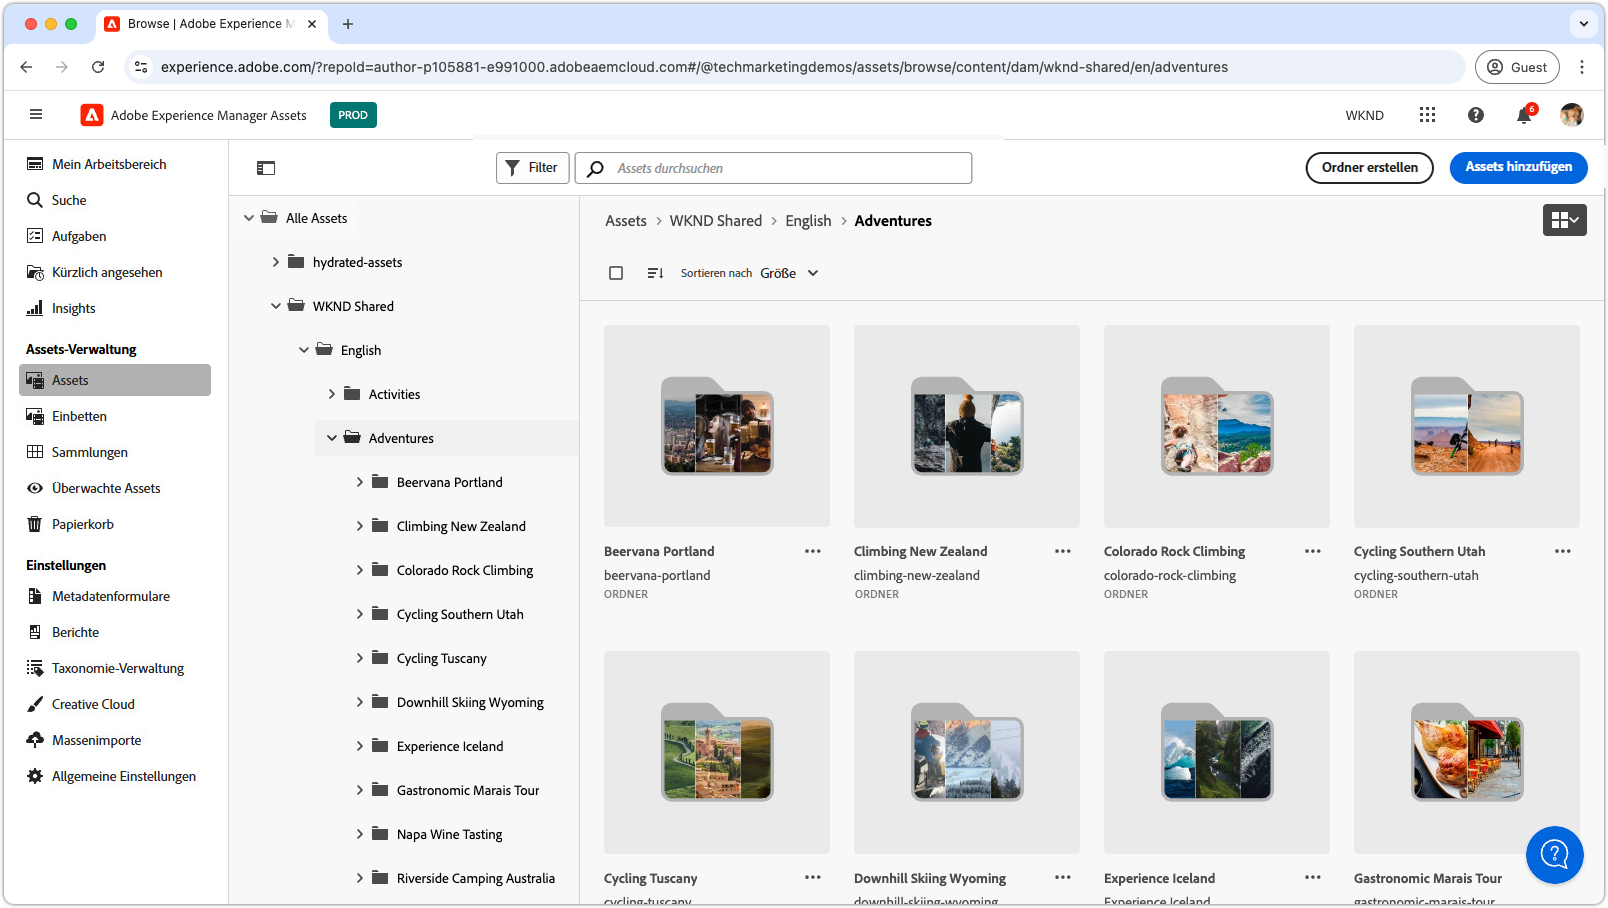 Browse | Adobe Experience M
experience.adobe.com/?repoId=author-p105881-e991000.adobeaemcloud.com#/@techmarketingdemos/assets/browse/content/dam/wknd-shared/en/adventures
Guest
Adobe Experience Manager Assets
PROD
WKND
6
Mein Arbeitsbereich
Suche
Aufgaben
Kürzlich angesehen
Insights
Assets-Verwaltung
Assets
Einbetten
Sammlungen
Überwachte Assets
Papierkorb
Einstellungen
Metadatenformulare
Berichte
Taxonomie-Verwaltung
Creative Cloud
Massenimporte
Allgemeine Einstellungen
Filter
Assets durchsuchen
Ordner erstellen
Assets hinzufügen
Alle Assets
hydrated-assets
WKND Shared
English
Activities
Adventures
Beervana Portland
Climbing New Zealand
Colorado Rock Climbing
Cycling Southern Utah
Cycling Tuscany
Downhill Skiing Wyoming
Experience Iceland
Gastronomic Marais Tour
Napa Wine Tasting
Riverside Camping Australia
Assets > WKND Shared > English > Adventures
Sortieren nach Größe
Beervana Portland
beervana-portland
ORDNER
Climbing New Zealand
climbing-new-zealand
ORDNER
Colorado Rock Climbing
colorado-rock-climbing
ORDNER
Cycling Southern Utah
cycling-southern-utah
ORDNER
Cycling Tuscany
cycling-tuscany
Downhill Skiing Wyoming
downhill-skiing-wyoming
Experience Iceland
Experience Iceland
Gastronomic Marais Tour
gastronomic-marais-tour